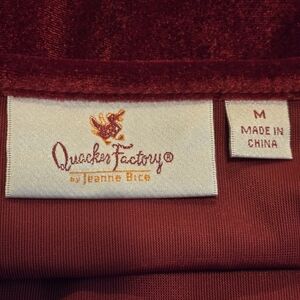 Quacker Factory®
by Jeanne Bice
M
MADE IN
CHINA